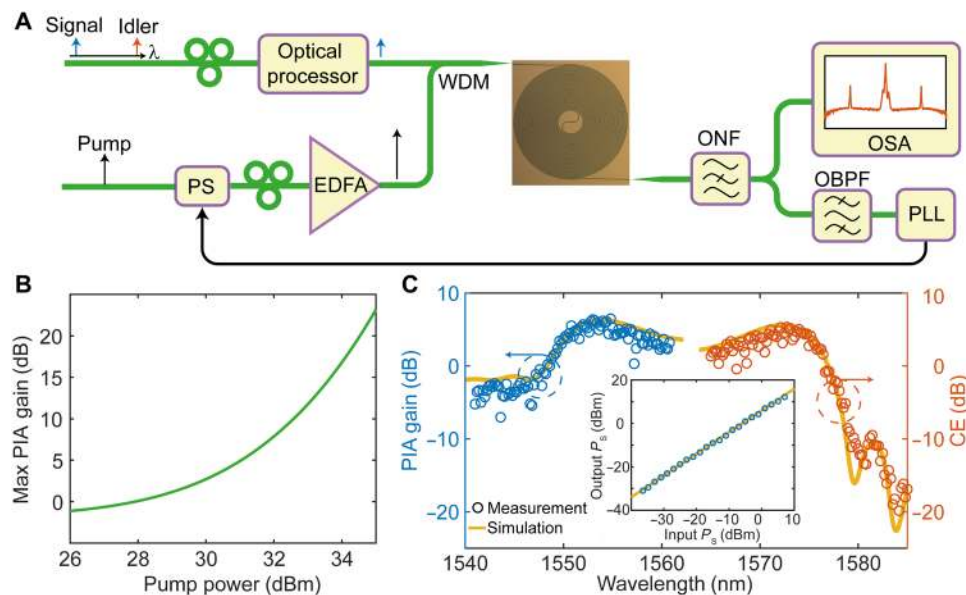 A
Signal Idler
λ
Optical
processor
WDM
Pump
PS
EDFA
ONF
OSA
OBPF
PLL
B
Max PIA gain (dB)
20
15
10
5
0
26 28 30 32 34
Pump power (dBm)
C
PIA gain (dB)
10
0
−10
−20
Measurement
Simulation
Output Ps (dBm)
20
0
−20
−40
−30 −20 −10 0 10
Input Ps (dBm)
10
0
−10
−20
CE (dB)
1540 1550 1560 1570 1580
Wavelength (nm)